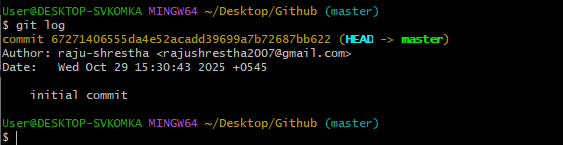 User@DESKTOP-SVKOMKA MINGW64 ~/Desktop/Github (master)
$ git log
commit 67271406555da4e52acadd39699a7b72687bb622 (HEAD -> master)
Author: raju-shrestha <rajushrestha2007@gmail.com>
Date:   Wed Oct 29 15:30:43 2025 +0545

    initial commit

User@DESKTOP-SVKOMKA MINGW64 ~/Desktop/Github (master)
$